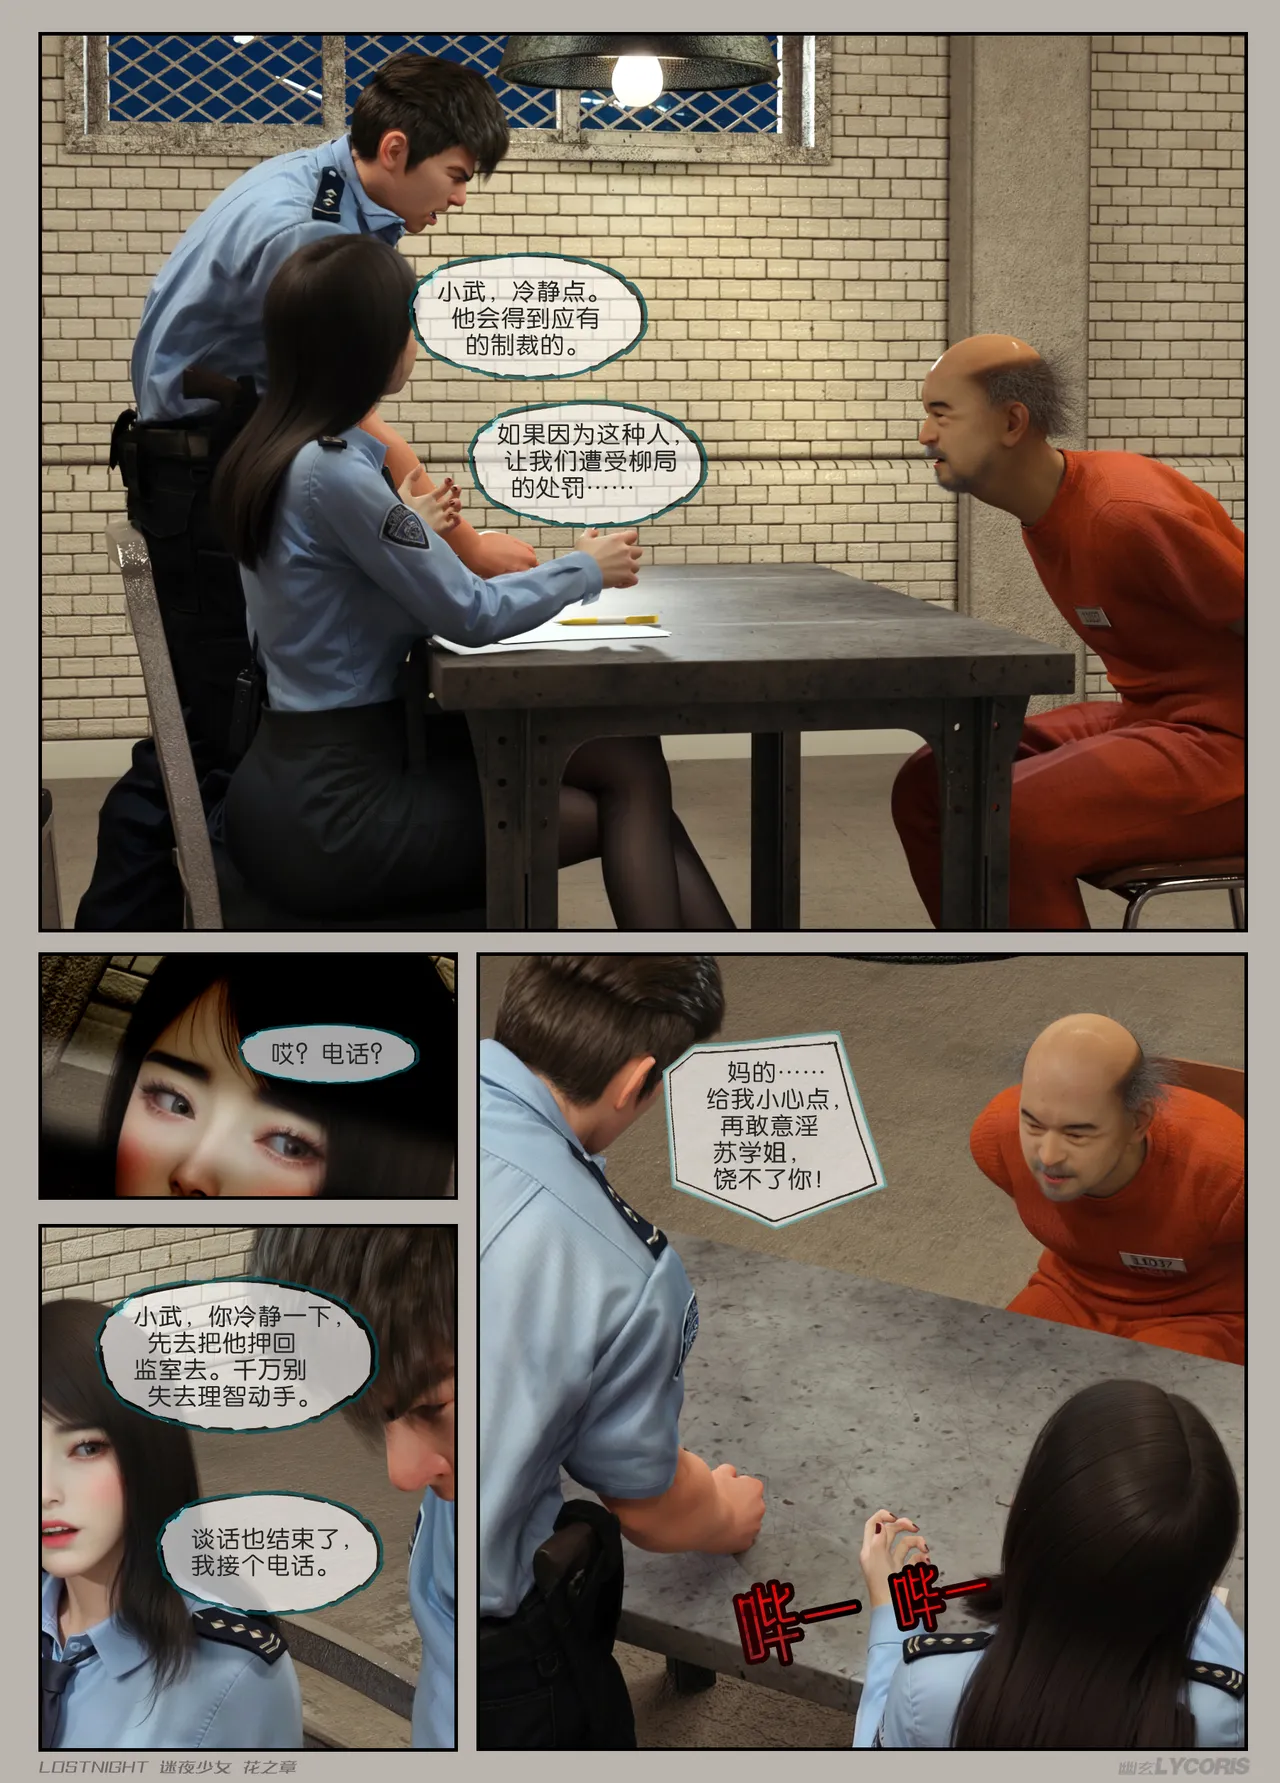 小武，冷静点。
他会得到应有
的制裁的。
如果因为这种人，
让我们遭受柳局
的处罚……
妈的……
给我小心点，
再敢意淫
苏学姐，
饶不了你！
哔一
哔一
哎？电话？
小武，你冷静一下，
先去把他押回
监室去。千万别
失去理智动手。
谈话也结束了，
我接个电话。
LOSTNIGHT 迷夜少女 花之章
幽玄LYCORIS